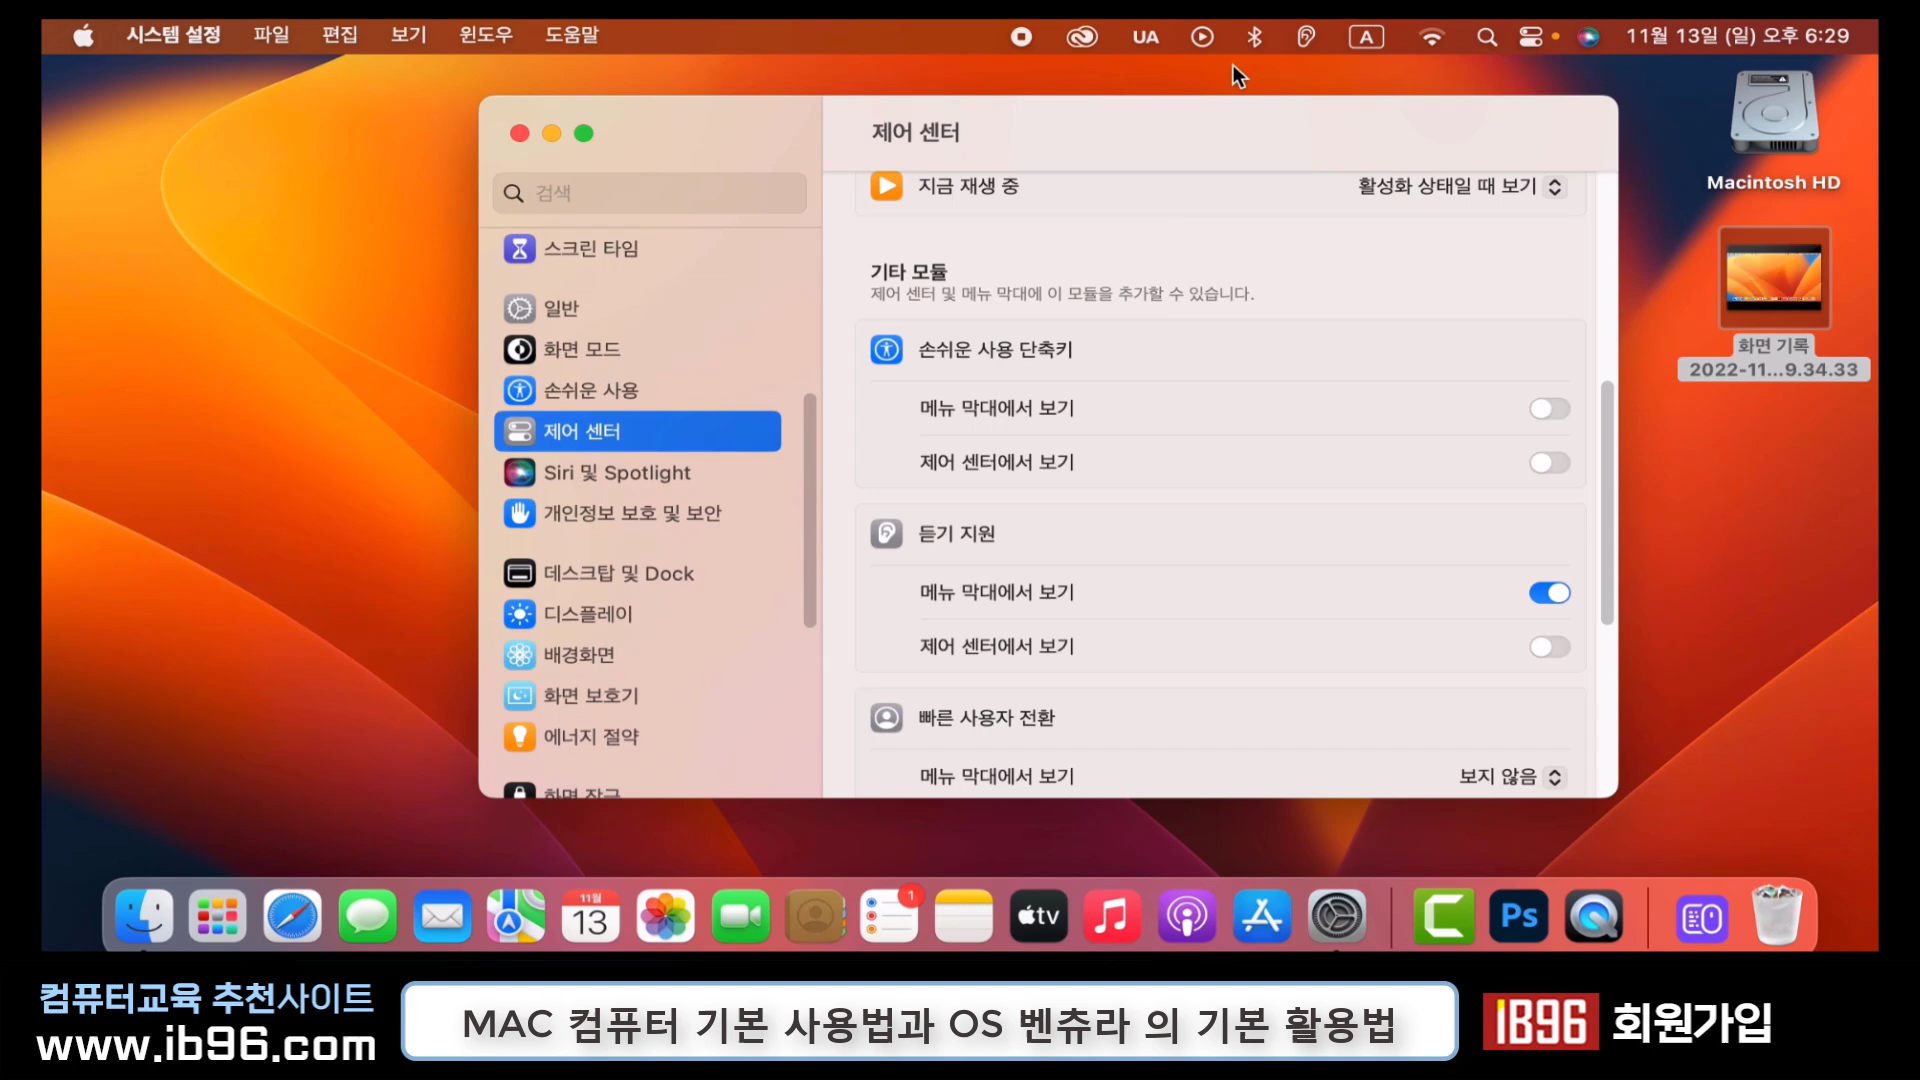 시스템 설정 파일 편집 보기 윈도우 도움말 UA A 11월 13일 (일) 오후 6:29
제어 센터
검색
지금 재생 중 활성화 상태일 때 보기
Macintosh HD
스크린 타임
기타 모듈
제어 센터 및 메뉴 막대에 이 모듈을 추가할 수 있습니다.
일반
화면 모드
손쉬운 사용 단축키
화면 기록
2022-11...9.34.33
손쉬운 사용
메뉴 막대에서 보기
제어 센터
제어 센터에서 보기
Siri 및 Spotlight
개인정보 보호 및 보안
듣기 지원
데스크탑 및 Dock
메뉴 막대에서 보기
디스플레이
제어 센터에서 보기
배경화면
화면 보호기
빠른 사용자 전환
에너지 절약
메뉴 막대에서 보기 보지 않음
화면 잠금
11월
13
1
tv
Ps
컴퓨터교육 추천사이트
www.ib96.com
MAC 컴퓨터 기본 사용법과 OS 벤츄라 의 기본 활용법
IB96 회원가입